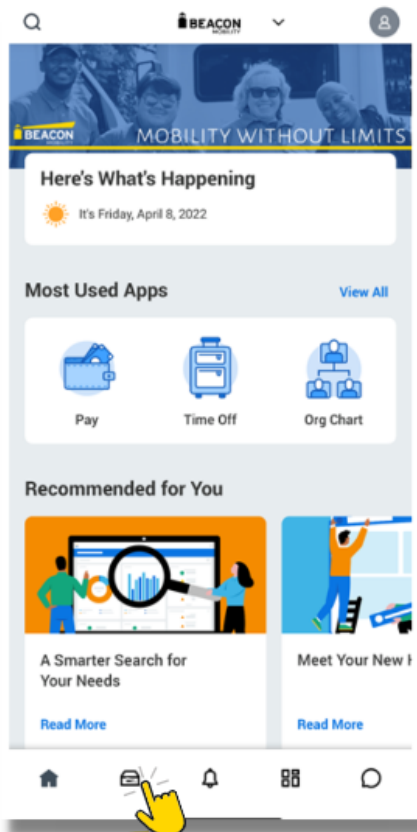 BEACON
MOBILITY
BEACON
MOBILITY
MOBILITY WITHOUT LIMITS
Here's What's Happening
It's Friday, April 8, 2022
Most Used Apps
View All
Pay
Time Off
Org Chart
Recommended for You
A Smarter Search for
Your Needs
Read More
Meet Your New
Read More